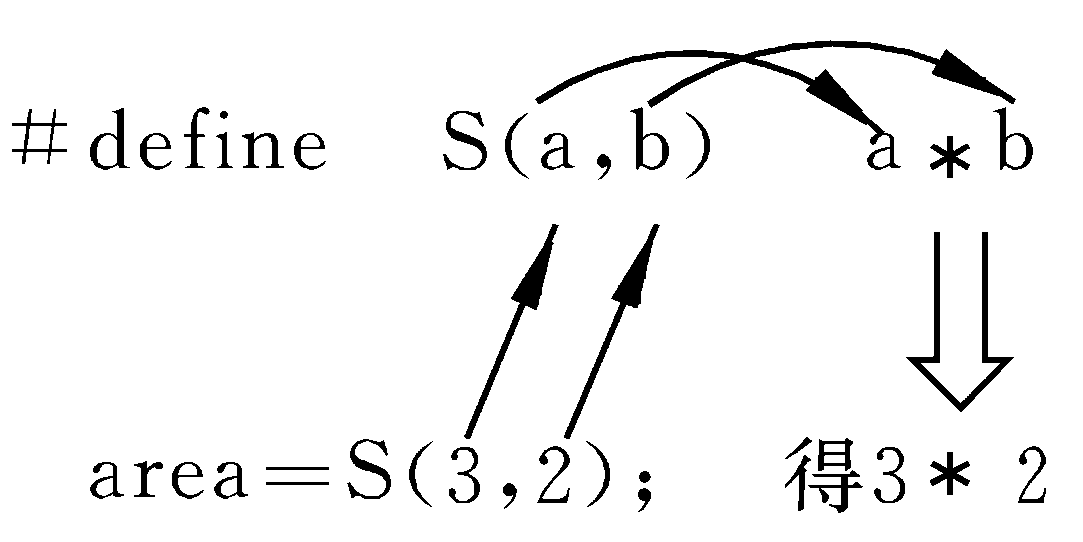 #define S(a,b) a*b
area=S(3,2); 得3* 2